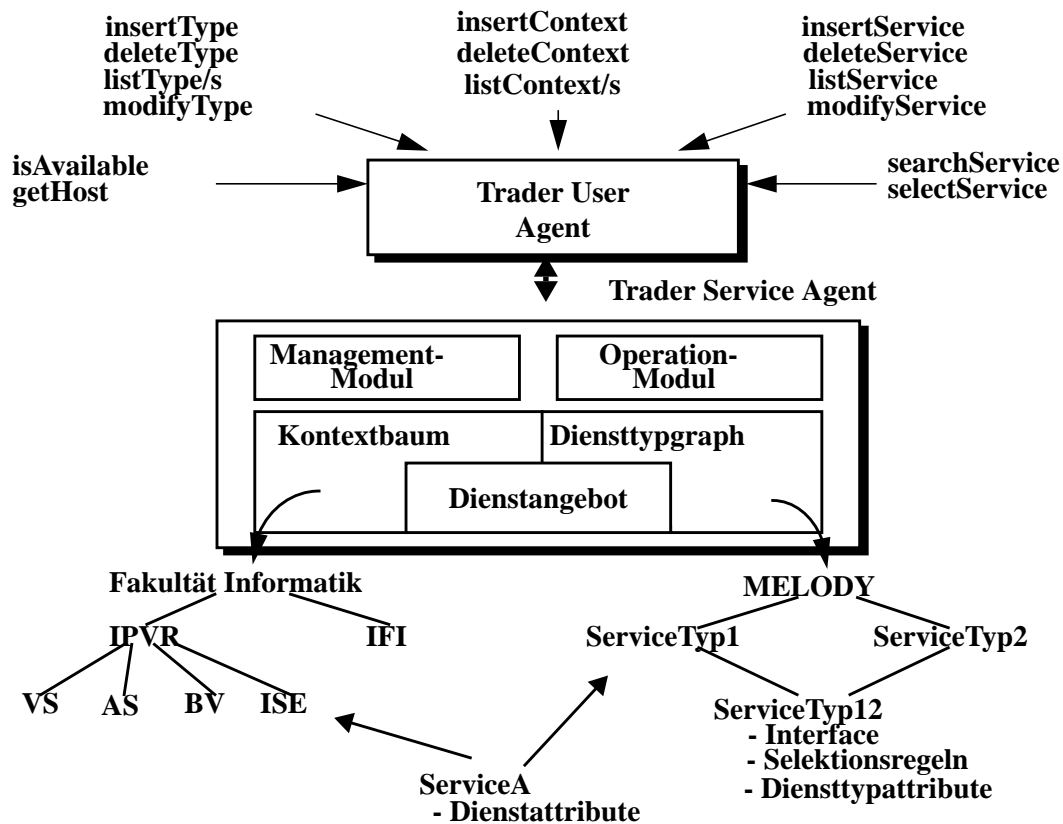 insertType
deleteType
listType/s
modifyType
insertContext
deleteContext
listContext/s
insertService
deleteService
listService
modifyService
isAvailable
getHost
searchService
selectService
Trader User
Agent
Trader Service Agent
Management-
Modul
Operation-
Modul
Kontextbaum
Diensttypgraph
Dienstangebot
Fakultät Informatik
MELODY
IPVR
IFI
ServiceTyp1
ServiceTyp2
VS
AS
BV
ISE
ServiceTyp12
- Interface
- Selektionsregeln
- Diensttypattribute
ServiceA
- Dienstattribute